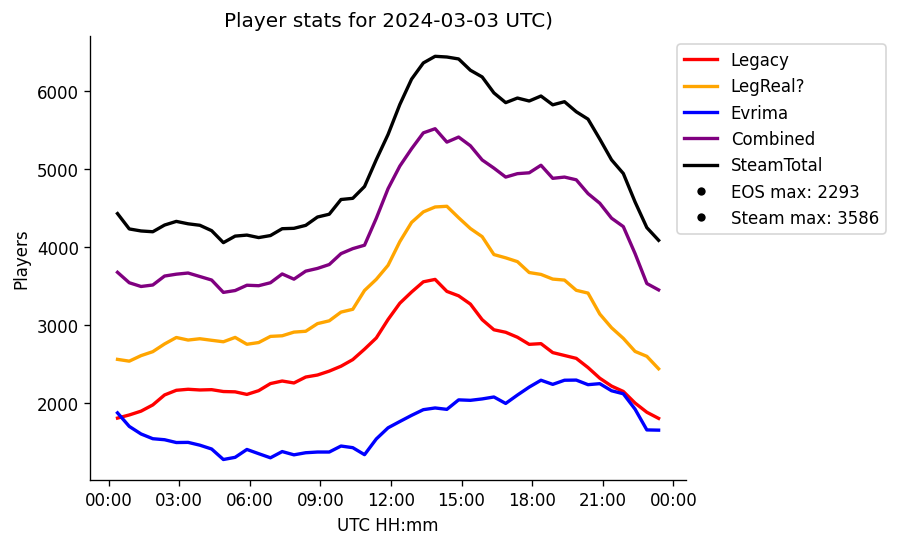 Player stats for 2024-03-03 UTC)
Players
6000
5000
4000
3000
2000
00:00 03:00 06:00 09:00 12:00 15:00 18:00 21:00 00:00
UTC HH:mm
Legacy
LegReal?
Evrima
Combined
SteamTotal
EOS max: 2293
Steam max: 3586